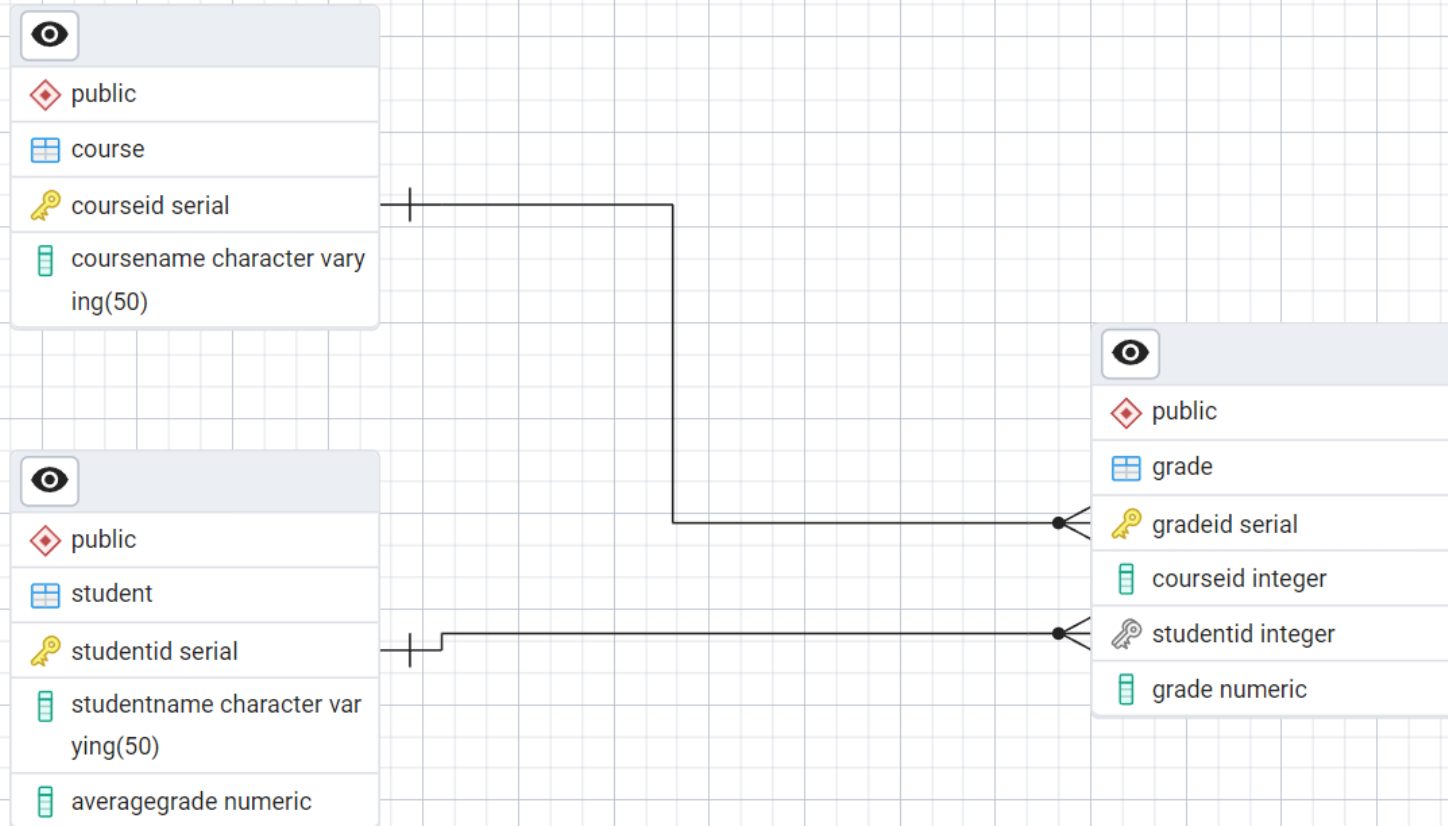 public
course
courseid serial
coursename character vary
ing(50)
public
student
studentid serial
studentname character var
ying(50)
averagegrade numeric
public
grade
gradeid serial
courseid integer
studentid integer
grade numeric